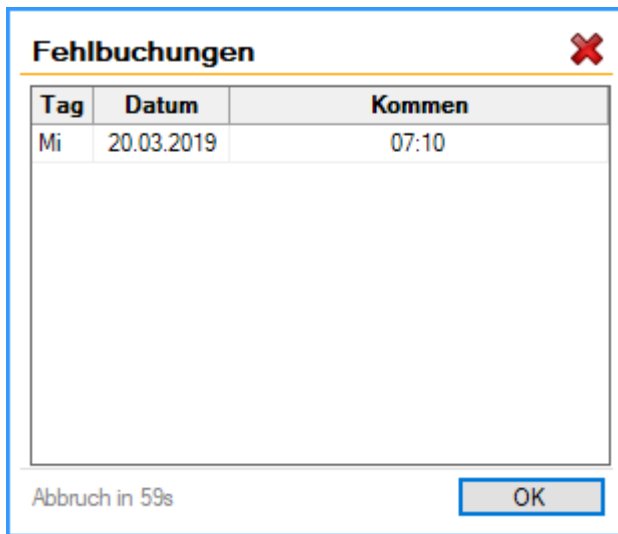 Fehlbuchungen
Tag Datum Kommen
Mi 20.03.2019 07:10
Abbruch in 59s OK